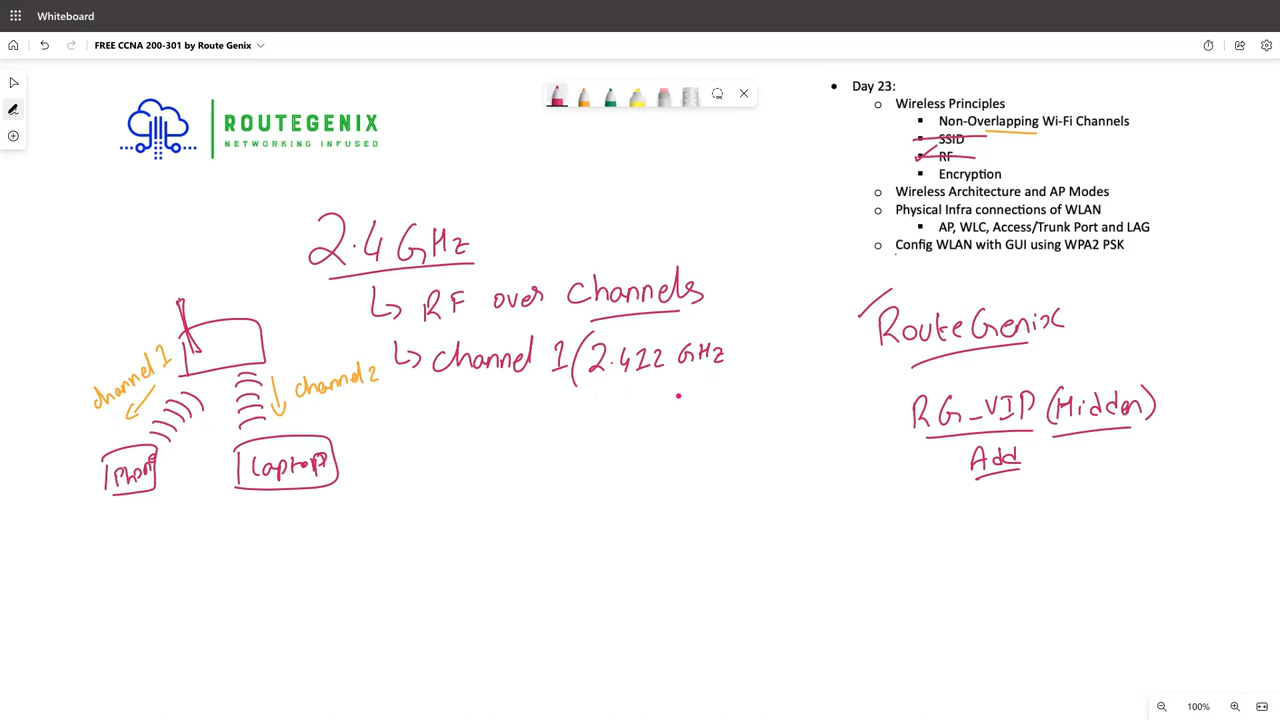 Whiteboard
FREE CCNA 200-301 by Route Genix
ROUTEGENIX
NETWORKING INFUSED
Day 23:
Wireless Principles
Non-Overlapping Wi-Fi Channels
SSID
RF
Encryption
Wireless Architecture and AP Modes
Physical Infra connections of WLAN
AP, WLC, Access/Trunk Port and LAG
Config WLAN with GUI using WPA2 PSK
2.4 GHz
RF over channels
channel 1 (2.412 GHz
channel 1
channel 2
Phone
Laptop
RouteGenix
RG_VIP (Hidden)
Add
100%